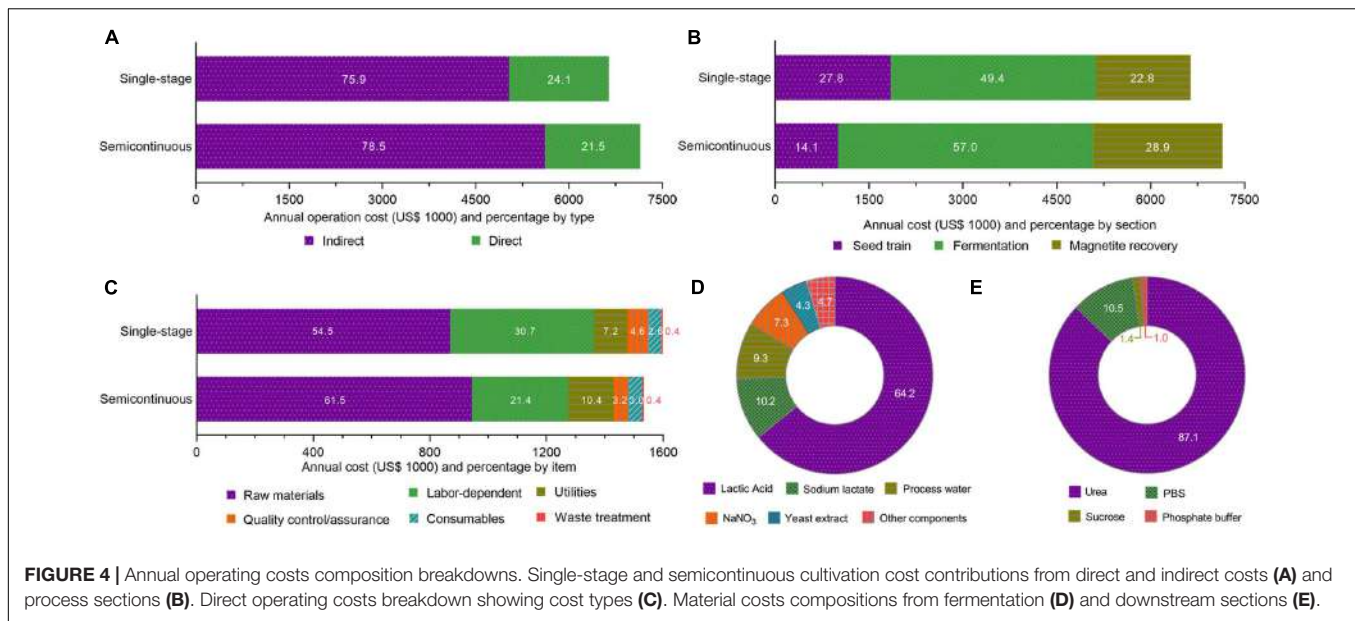 A
Single-stage
75.9
24.1
Semicontinuous
78.5
21.5
0
1500
3000
4500
6000
7500
Annual operation cost (US$ 1000) and percentage by type
Indirect
Direct
B
Single-stage
27.8
49.4
22.8
Semicontinuous
14.1
57.0
28.9
0
1500
3000
4500
6000
7500
Annual cost (US$ 1000) and percentage by section
Seed train
Fermentation
Magnetite recovery
C
Single-stage
54.5
30.7
7.2
4.6
2.6
0.4
Semicontinuous
61.5
21.4
10.4
3.2
3.0
0.4
0
400
800
1200
1600
Annual cost (US$ 1000) and percentage by item
Raw materials
Labor-dependent
Utilities
Quality control/assurance
Consumables
Waste treatment
D
4.7
4.3
7.3
9.3
10.2
64.2
Lactic Acid
Sodium lactate
Process water
NaNO₃
Yeast extract
Other components
E
10.5
1.4
1.0
87.1
Urea
PBS
Sucrose
Phosphate buffer
FIGURE 4 | Annual operating costs composition breakdowns. Single-stage and semicontinuous cultivation cost contributions from direct and indirect costs (A) and
process sections (B). Direct operating costs breakdown showing cost types (C). Material costs compositions from fermentation (D) and downstream sections (E).